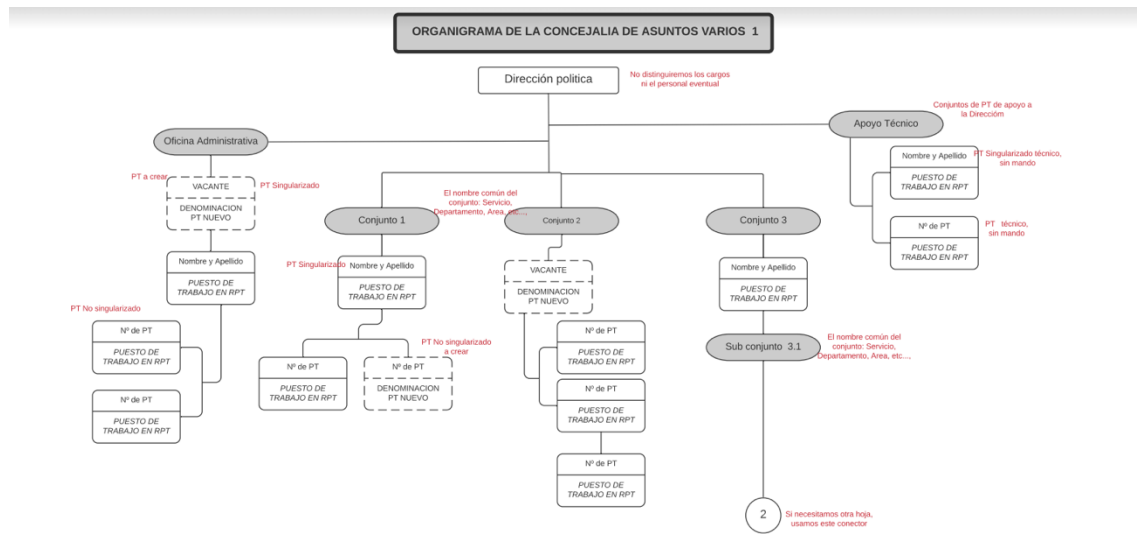 ORGANIGRAMA DE LA CONCEJALIA DE ASUNTOS VARIOS 1
Dirección politica
No distinguiremos los cargos
ni el personal eventual
Oficina Administrativa
PT a crear
VACANTE
DENOMINACION
PT NUEVO
PT Singularizado
Nombre y Apellido
PUESTO DE
TRABAJO EN RPT
PT No singularizado
Nº de PT
PUESTO DE
TRABAJO EN RPT
Nº de PT
PUESTO DE
TRABAJO EN RPT
Conjunto 1
El nombre común del
conjunto: Servicio,
Departamento, Area, etc...,
PT Singularizado
Nombre y Apellido
PUESTO DE
TRABAJO EN RPT
PT No singularizado
a crear
Nº de PT
PUESTO DE
TRABAJO EN RPT
Nº de PT
DENOMINACION
PT NUEVO
Conjunto 2
VACANTE
DENOMINACION
PT NUEVO
Nº de PT
PUESTO DE
TRABAJO EN RPT
Nº de PT
PUESTO DE
TRABAJO EN RPT
Nº de PT
PUESTO DE
TRABAJO EN RPT
Conjunto 3
Nombre y Apellido
PUESTO DE
TRABAJO EN RPT
Sub conjunto 3.1
El nombre común del
conjunto: Servicio,
Departamento, Area, etc...,
2
Si necesitamos otra hoja,
usamos este conector
Conjuntos de PT de apoyo a
la Direccióm
Apoyo Técnico
Nombre y Apellido
PUESTO DE
TRABAJO EN RPT
PT Singularizado técnico,
sin mando
Nº de PT
PUESTO DE
TRABAJO EN RPT
PT técnico,
sin mando